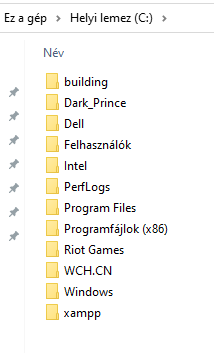 Ez a gép > Helyi lemez (C:) >
Név
building
Dark_Prince
Dell
Felhasználók
Intel
PerfLogs
Program Files
Programfájlok (x86)
Riot Games
WCH.CN
Windows
xampp